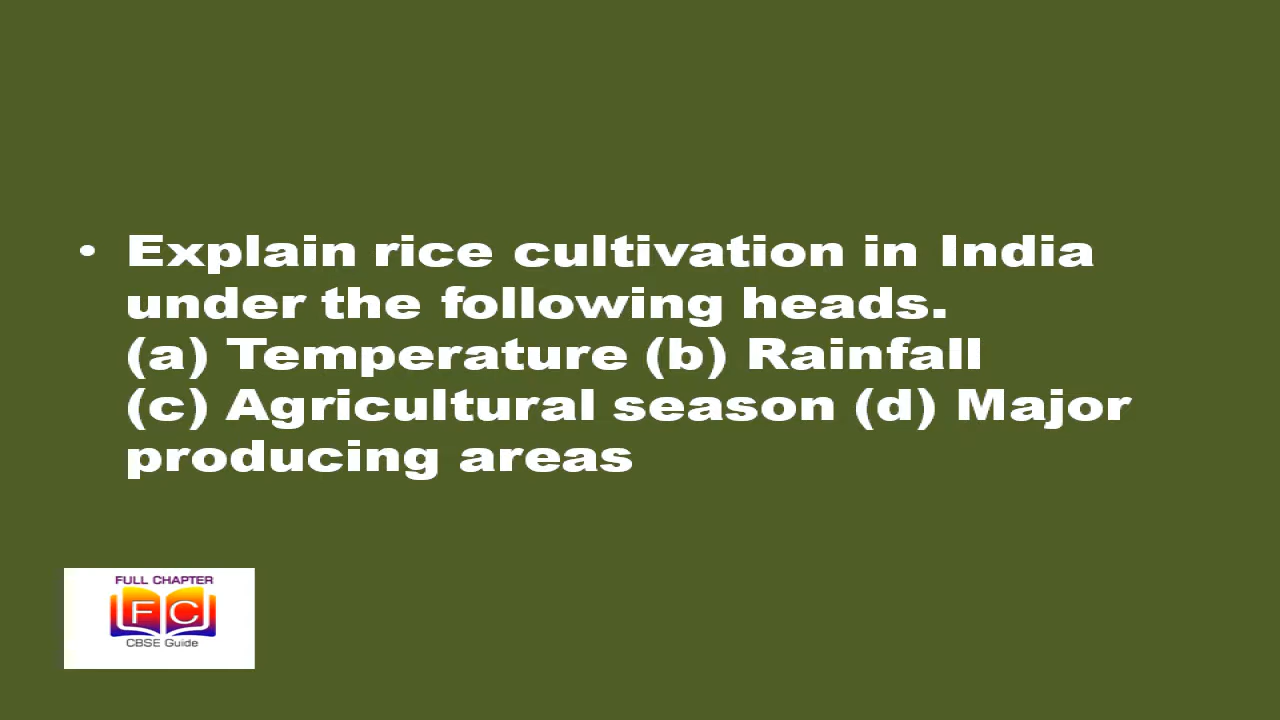 • Explain rice cultivation in India
under the following heads.
(a) Temperature (b) Rainfall
(c) Agricultural season (d) Major
producing areas
FULL CHAPTER
FC
CBSE Guide